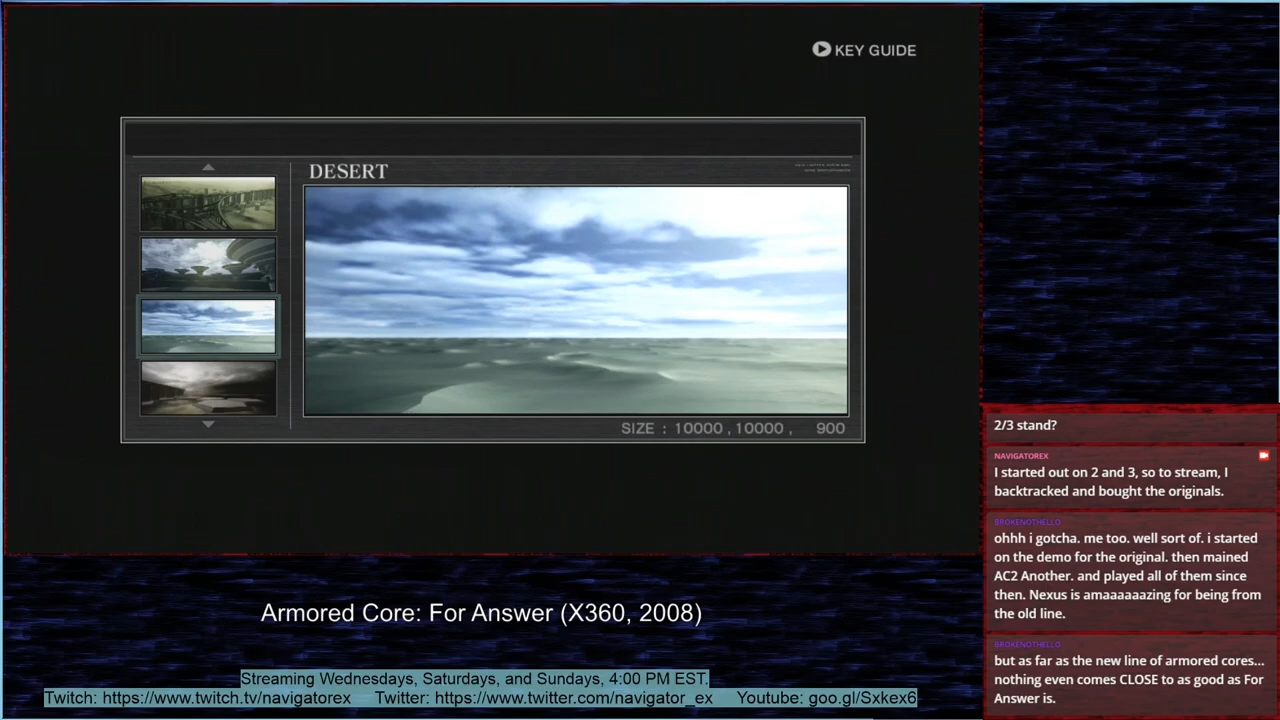 KEY GUIDE
DESERT
SIZE : 10000 , 10000 , 900
2/3 stand?
NAVIGATOREX
I started out on 2 and 3, so to stream, I
backtracked and bought the originals.
BROKENOTHELLO
ohhh i gotcha. me too. well sort of. i started
on the demo for the original. then mained
AC2 Another. and played all of them since
then. Nexus is amaaaaaazing for being from
the old line.
BROKENOTHELLO
but as far as the new line of armored cores...
nothing even comes CLOSE to as good as For
Answer is.
Armored Core: For Answer (X360, 2008)
Streaming Wednesdays, Saturdays, and Sundays, 4:00 PM EST.
Twitch: https://www.twitch.tv/navigatorex Twitter: https://www.twitter.com/navigator_ex Youtube: goo.gl/Sxkex6